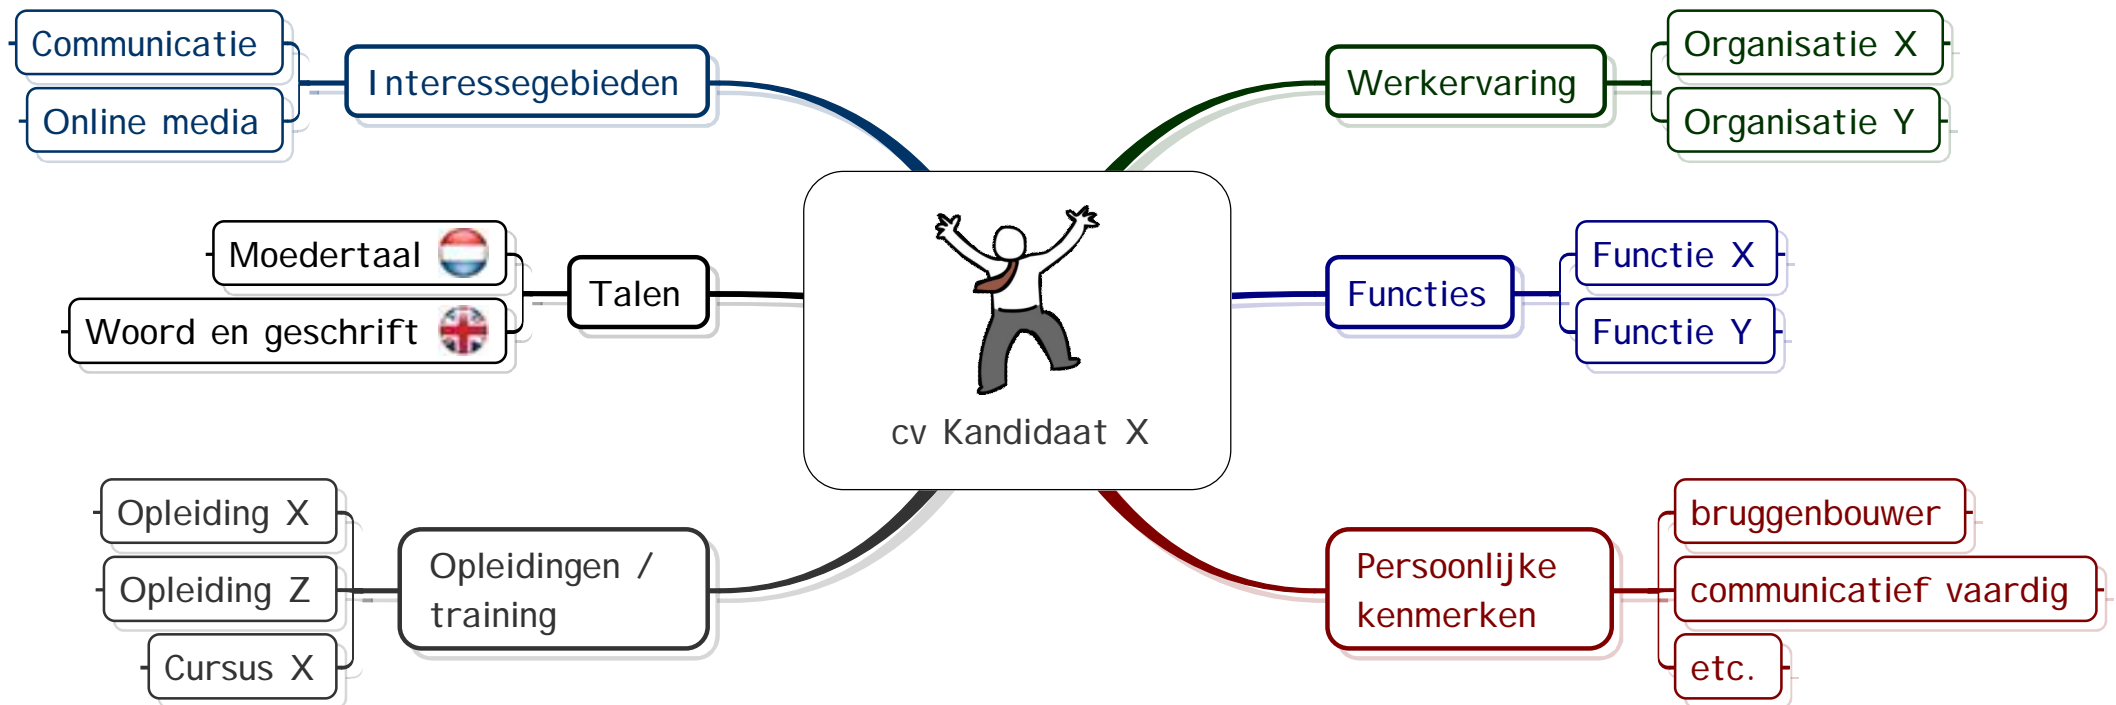 Communicatie
Online media
Interessegebieden
Moedertaal
Woord en geschrift
Talen
Opleiding X
Opleiding Z
Cursus X
Opleidingen /
training
cv Kandidaat X
Werkervaring
Organisatie X
Organisatie Y
Functies
Functie X
Functie Y
Persoonlijke
kenmerken
bruggenbouwer
communicatief vaardig
etc.